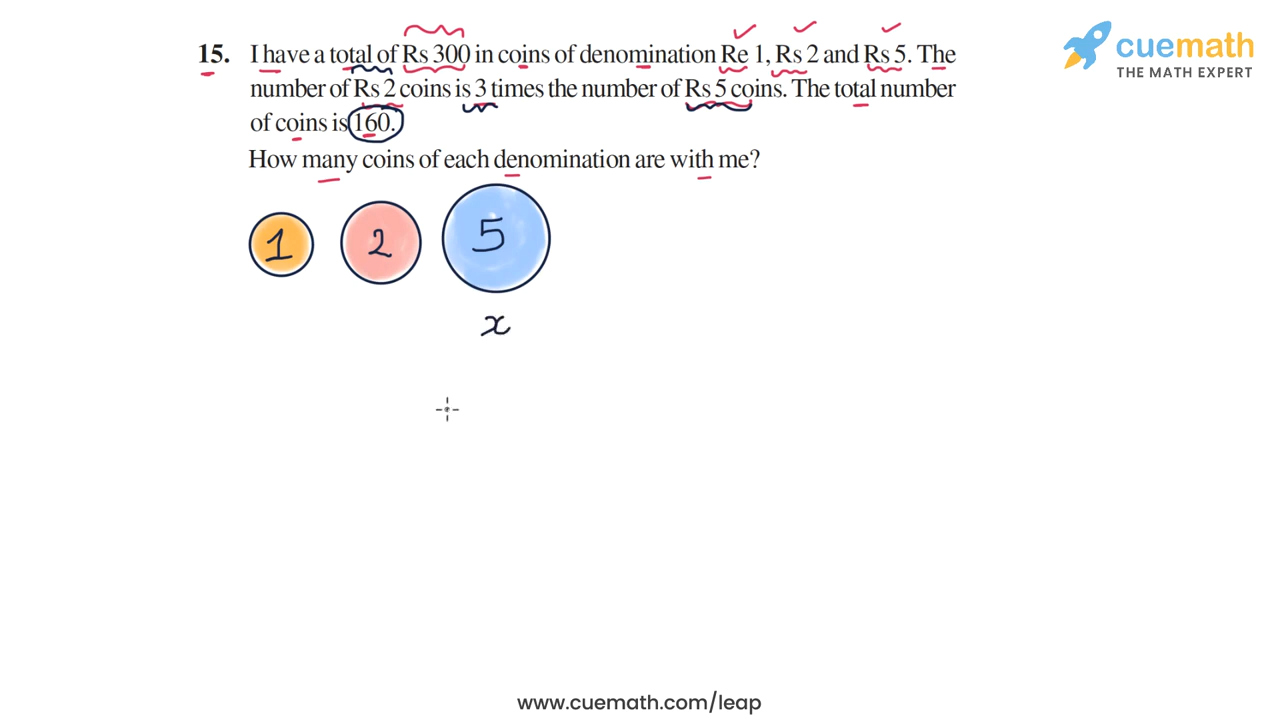 15. I have a total of Rs 300 in coins of denomination Re 1, Rs 2 and Rs 5. The
number of Rs 2 coins is 3 times the number of Rs 5 coins. The total number
of coins is 160.
How many coins of each denomination are with me?
1 2 5
x
cuemath
THE MATH EXPERT
www.cuemath.com/leap